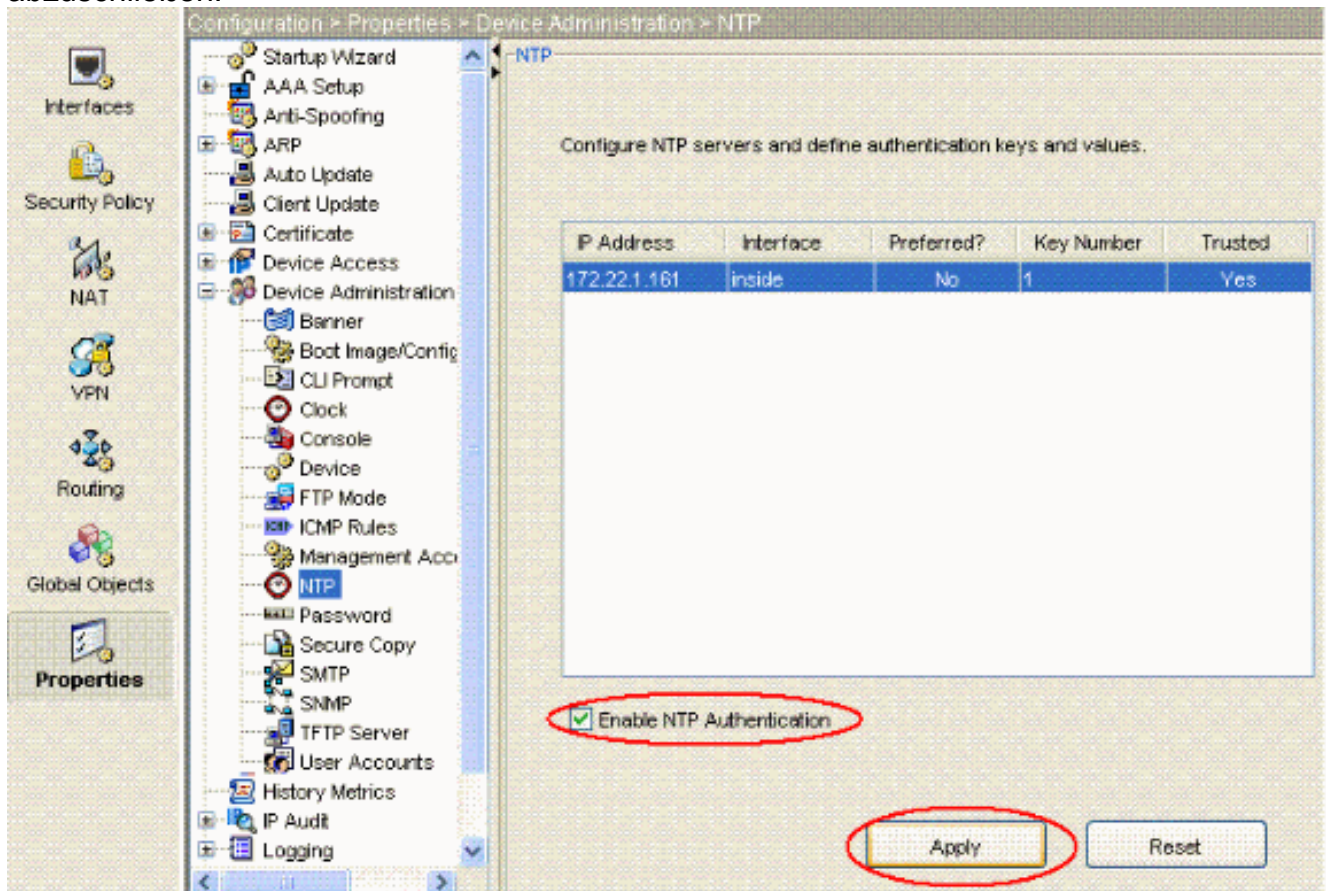 abzuschließen.
Configuration > Properties > Device Administration > NTP
Interfaces
Security Policy
NAT
VPN
Routing
Global Objects
Properties
Startup Wizard
AAA Setup
Anti-Spoofing
ARP
Auto Update
Client Update
Certificate
Device Access
Device Administration
Banner
Boot Image/Config
CLI Prompt
Clock
Console
Device
FTP Mode
ICMP Rules
Management Acc
NTP
Password
Secure Copy
SMTP
SNMP
TFTP Server
User Accounts
History Metrics
IP Audit
Logging
NTP
Configure NTP servers and define authentication keys and values.
IP Address Interface Preferred? Key Number Trusted
172.22.1.161 inside No 1 Yes
Enable NTP Authentication
Apply Reset